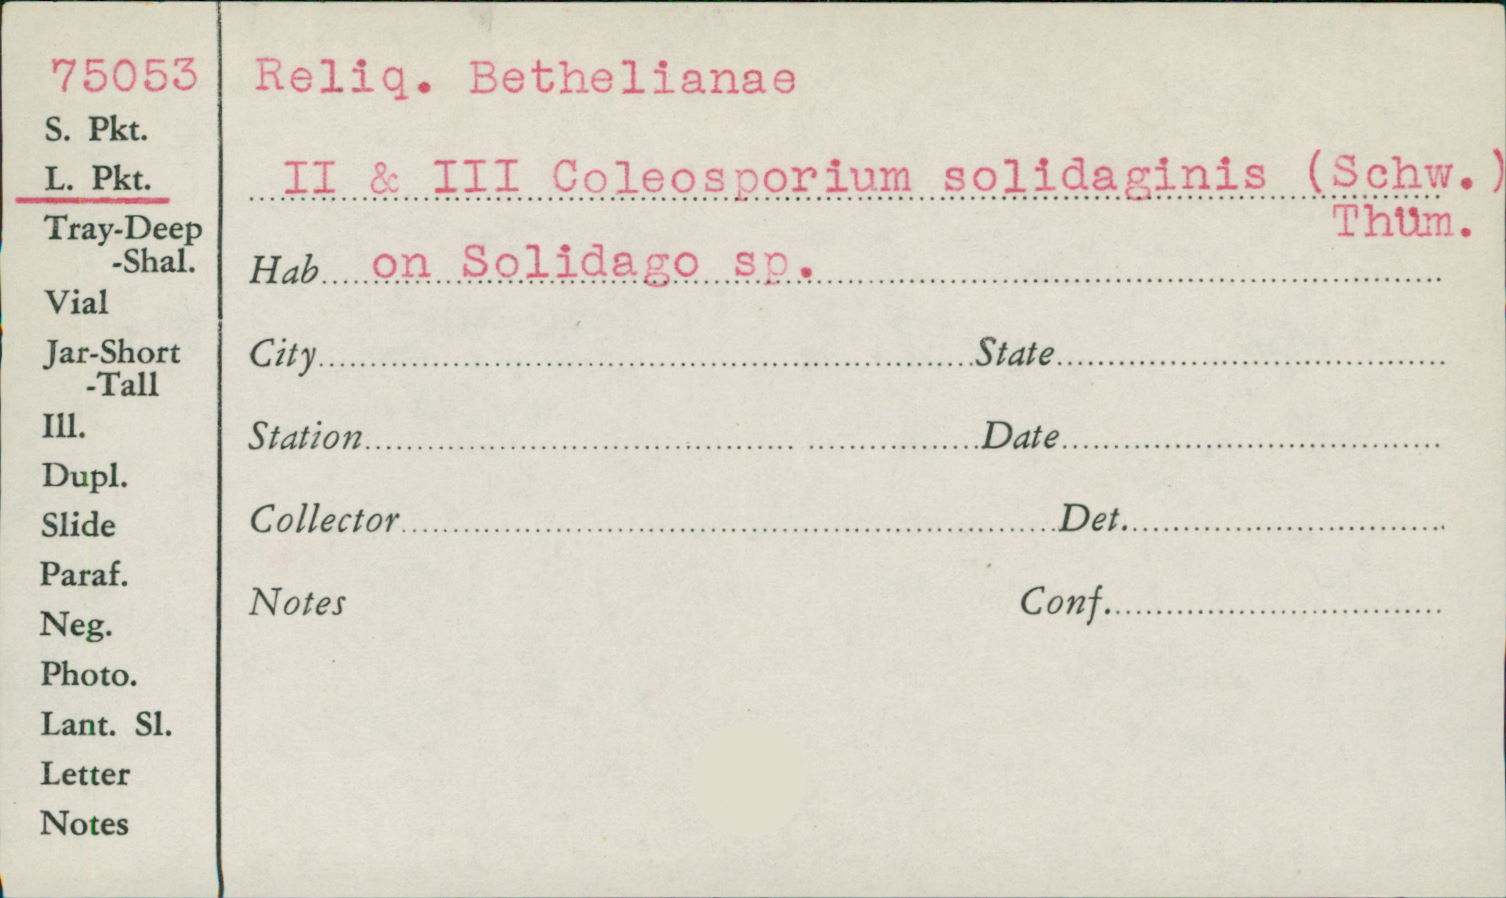 75053
S. Pkt.
L. Pkt.
Tray-Deep
-Shal.
Vial
Jar-Short
-Tall
Ill.
Dupl.
Slide
Paraf.
Neg.
Photo.
Lant. Sl.
Letter
Notes
Reliq. Bethelianae
II & III Coleosporium solidaginis (Schw.)
Thüm.
Hab on Solidago sp.
City State
Station Date
Collector Det.
Notes Conf.